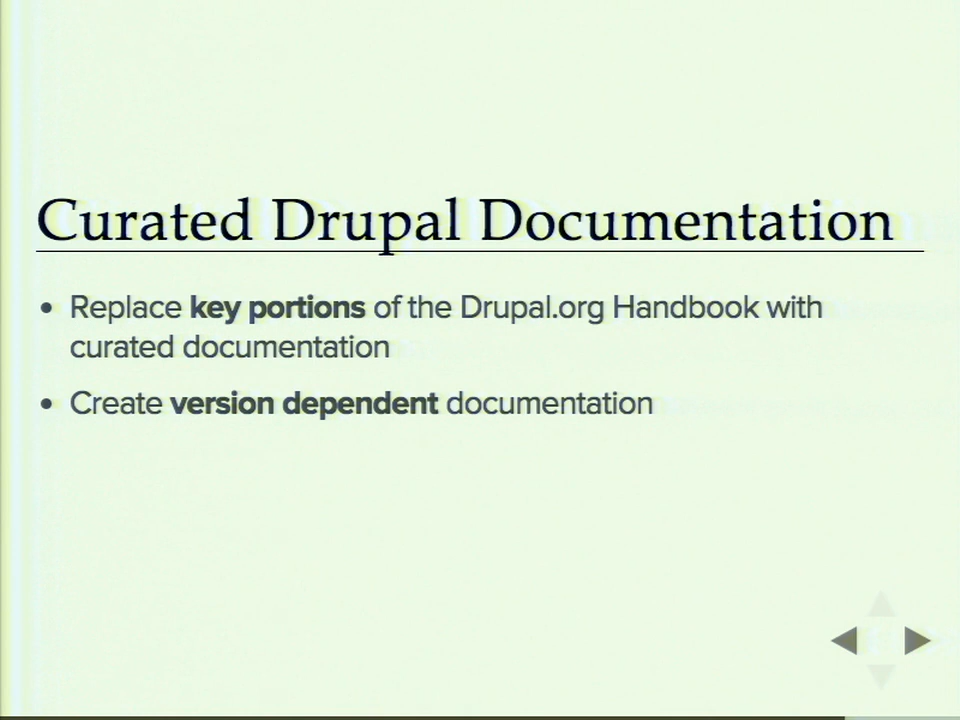 Curated Drupal Documentation
• Replace key portions of the Drupal.org Handbook with
curated documentation
• Create version dependent documentation